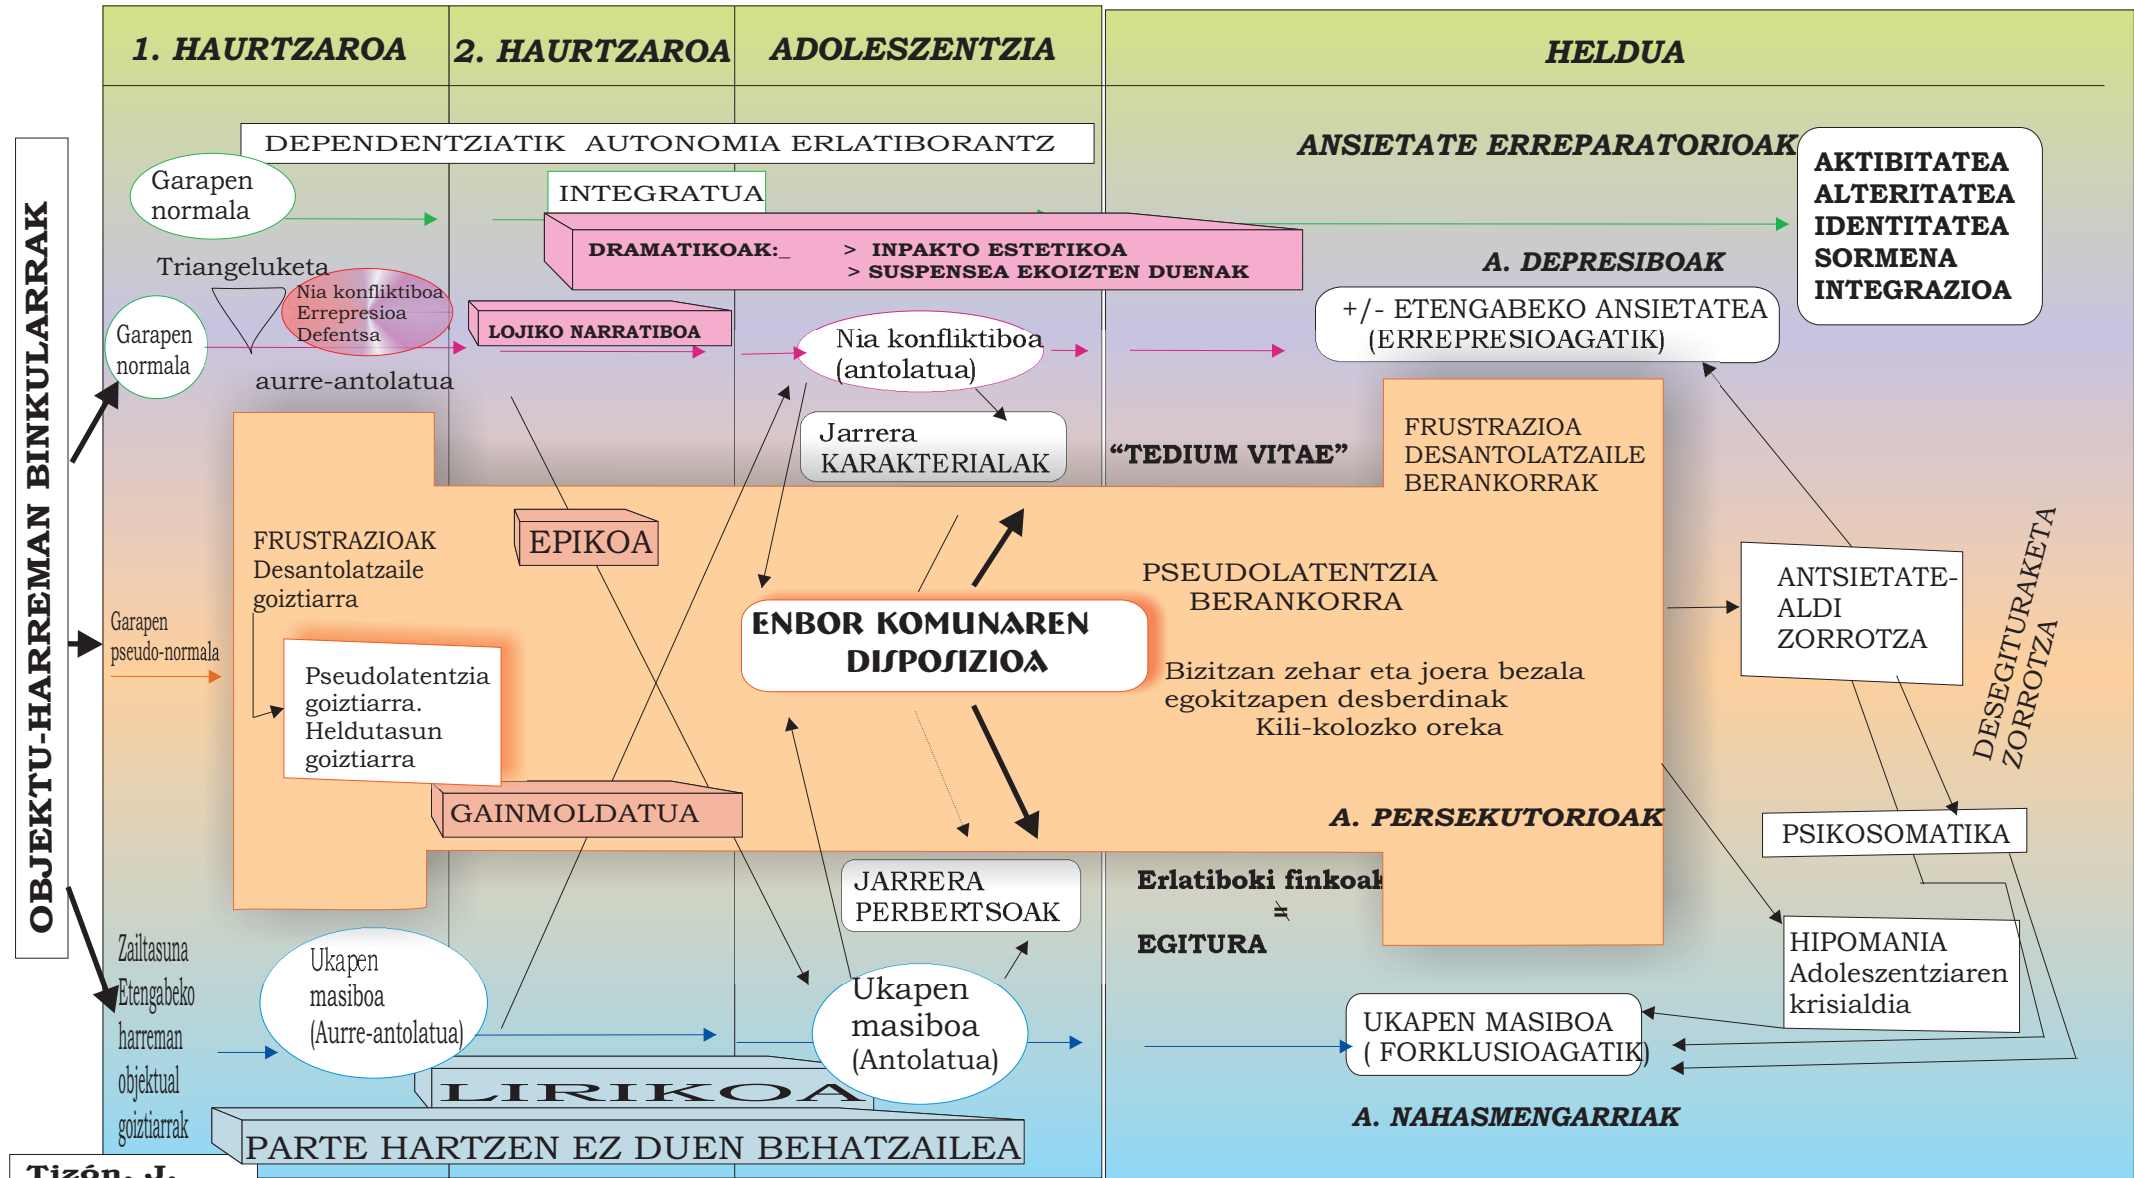 1. HAURTZAROA
2. HAURTZAROA
ADOLESZENTZIA
HELDUA
OBJEKTU-HARREMAN BINKULARRAK
DEPENDENTZIATIK AUTONOMIA ERLATIBORANTZ
ANSIETATE ERREPARATORIOAK
AKTIBITATEA
ALTERITATEA
IDENTITATEA
SORMENA
INTEGRAZIOA
Garapen
normala
INTEGRATUA
DRAMATIKOAK:_ > INPAKTO ESTETIKOA
> SUSPENSEA EKOIZTEN DUENAK
A. DEPRESIBOAK
Triangeluketa
Nia konfliktiboa
Errepresioa
Defentsa
Garapen
normala
LOJIKO NARRATIBOA
Nia konfliktiboa
(antolatua)
+/- ETENGABEKO ANSIETATEA
(ERREPRESIOAGATIK)
aurre-antolatua
Jarrera
KARAKTERIALAK
“TEDIUM VITAE”
FRUSTRAZIOA
DESANTOLATZAILE
BERANKORRAK
FRUSTRAZIOAK
Desantolatzaile
goiztiarra
EPIKOA
PSEUDOLATENTZIA
BERANKORRA
ANTSIETATE-
ALDI
ZORROTZA
DESEGITURAKETA
ZORROTZA
Garapen
pseudo-normala
ENBOR KOMUNAREN
DISPOSIZIOA
Pseudolatentzia
goiztiarra.
Heldutasun
goiztiarra
Bizitzan zehar eta joera bezala
egokitzapen desberdinak
Kili-kolozko oreka
GAINMOLDATUA
A. PERSEKUTORIOAK
PSIKOSOMATIKA
JARRERA
PERBERTSOAK
Erlatiboki finkoak
≠
EGITURA
Zailtasuna
Etengabeko
harreman
objektual
goiztiarrak
Ukapen
masiboa
(Aurre-antolatua)
Ukapen
masiboa
(Antolatua)
HIPOMANIA
Adoleszentziaren
krisialdia
UKAPEN MASIBOA
( FORKLUSIOAGATIK)
LIRIKOA
A. NAHASMENGARRIAK
PARTE HARTZEN EZ DUEN BEHATZAILEA
Tizón, J.